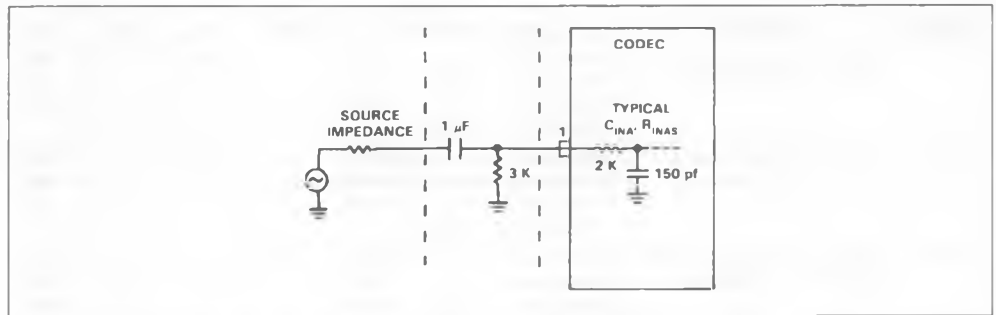 CODEC
TYPICAL
C_INA, R_INAS
SOURCE
IMPEDANCE
1 μF
1
3 K
2 K
150 pf